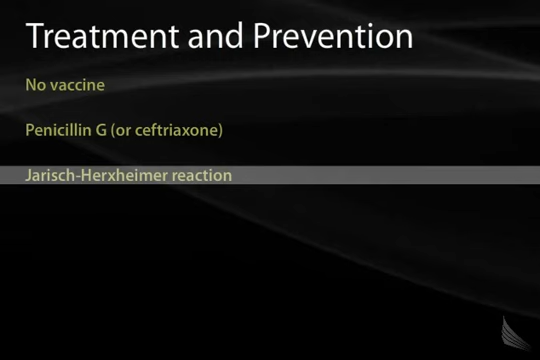 Treatment and Prevention
No vaccine
Penicillin G (or ceftriaxone)
Jarisch-Herxheimer reaction